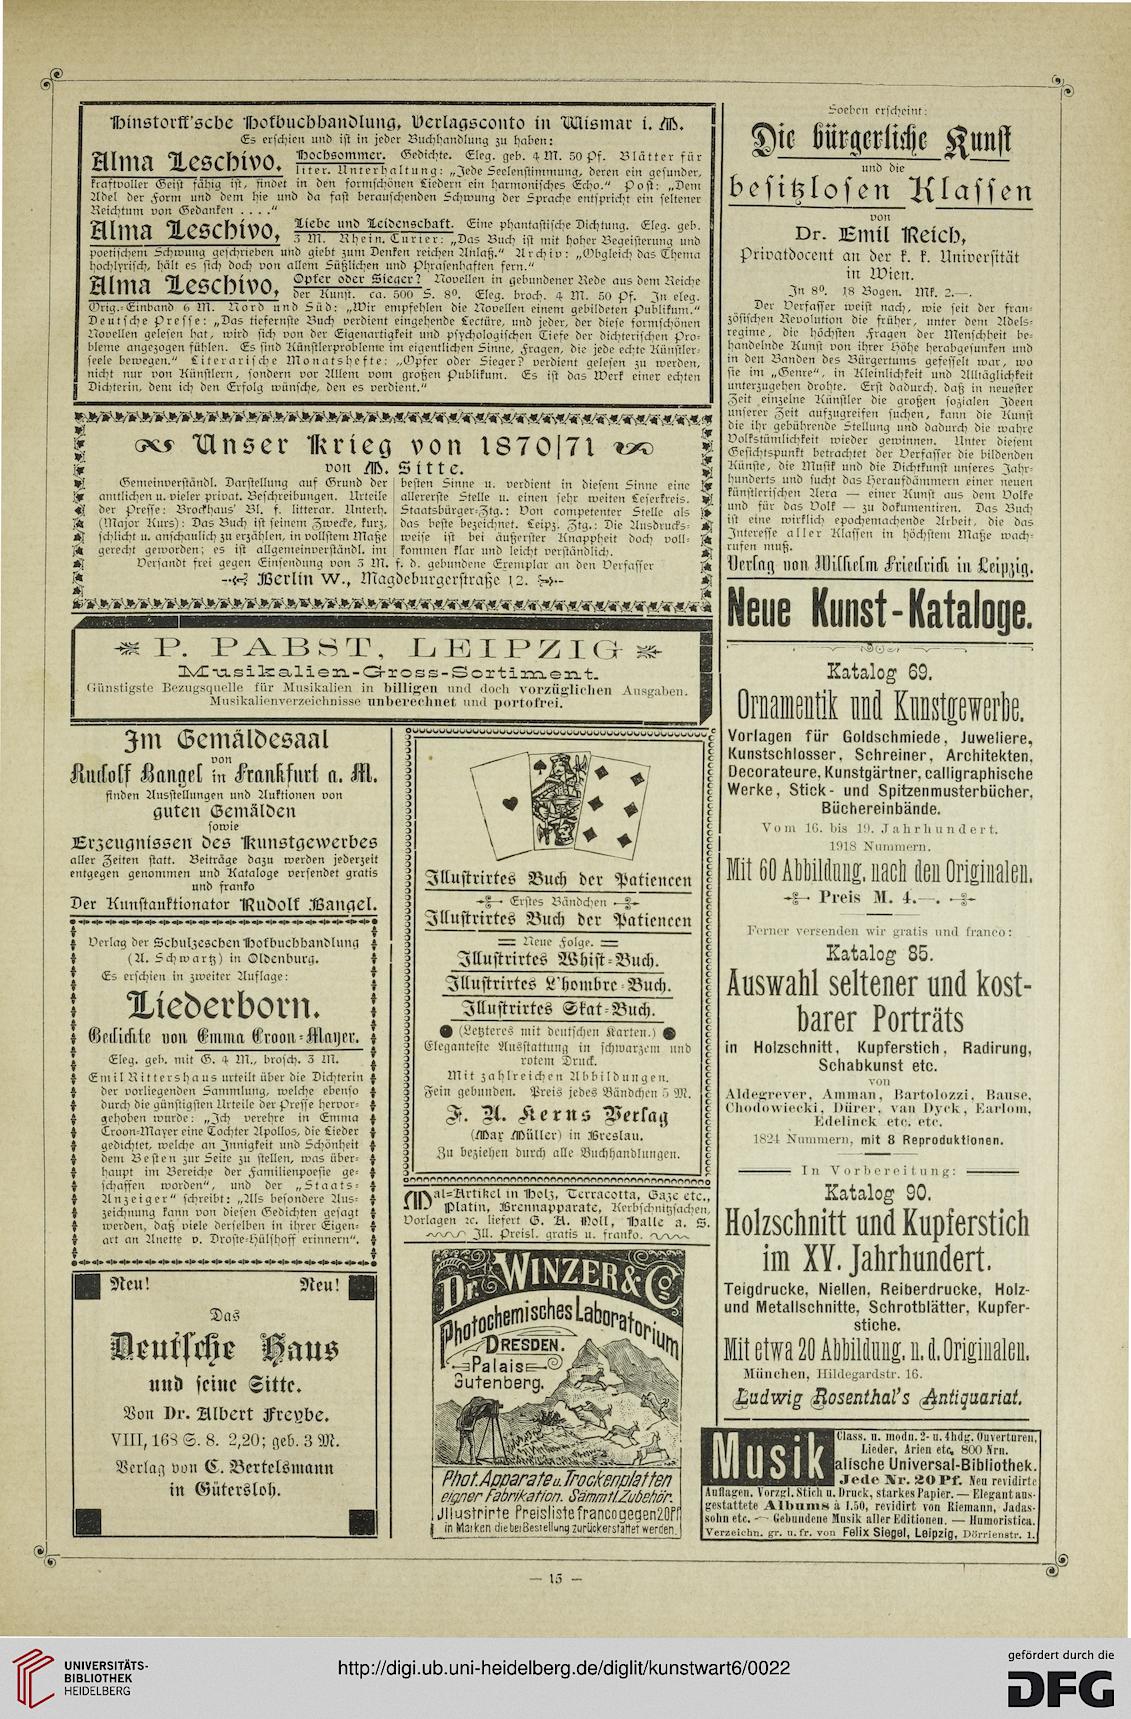 Hinstorff'sche Hofbuchhandlung, Verlagsconto in Wismar i. M.
Es erschien und ist in jeder Buchhandlung zu haben:
Alma Leschivo. Hochsommer. Gedichte. Eleg. geb. 4 M. 50 Pf. Blätter für
liter. Unterhaltung: „Jede Seelenstimmung, deren ein gesunder,
kraftvoller Geist fähig ist, findet in den formschönen Liedern ein harmonisches Echo.“ Post: „Dem
Adel der Form und dem hie und da fast berauschenden Schwung der Sprache entspricht ein seltener
Reichtum von Gedanken . . . .“
Alma Leschivo, Liebe und Leidenschaft. Eine phantastische Dichtung. Eleg. geb.
3 M. Rhein. Curier: „Das Buch ist mit hoher Begeisterung und
poetischem Schwung geschrieben und giebt zum Denken reichen Anlaß.“ Archiv: „Obgleich das Thema
hochlyrisch, hält es sich doch von allem Süßlichen und Phrasenhaften fern.“
Alma Leschivo, Opfer oder Sieger? Novellen in gebundener Rede aus dem Reiche
der Kunst. ca. 500 S. 8⁰. Eleg. broch. 4 M. 50 Pf. In eleg.
Orig.-Einband 6 M. Nord und Süd: „Wir empfehlen die Novellen einem gebildeten Publikum.“
Deutsche Presse: „Das tiefernste Buch verdient eingehende Lectüre, und jeder, der diese formschönen
Novellen gelesen hat, wird sich von der Eigenartigkeit und psychologischen Tiefe der dichterischen Pro-
bleme angezogen fühlen. Es sind Künstlerprobleme im eigentlichen Sinne, Fragen, die jede echte Künstler-
seele bewegen.“ Literarische Monatshefte: „Opfer oder Sieger? verdient gelesen zu werden,
nicht nur von Künstlern, sondern vor Allem vom großen Publikum. Es ist das Werk einer echten
Dichterin, dem ich den Erfolg wünsche, den es verdient.“
Unser Krieg von 1870/71
von M. Sitte.
Gemeinverständl. Darstellung auf Grund der
amtlichen u. vieler privat. Beschreibungen. Urteile
der Presse: Brockhaus' Bl. f. litterar. Unterh.
(Major Kurs): Das Buch ist seinem Zwecke, kurz,
schlicht u. anschaulich zu erzählen, in vollstem Maße
gerecht geworden; es ist allgemeinverständl. im
besten Sinne u. verdient in diesem Sinne eine
allererste Stelle u. einen sehr weiten Leserkreis.
Staatsbürger-Ztg.: Von competenter Stelle als
das beste bezeichnet. Leipz. Ztg.: Die Ausdrucks-
weise ist bei äußerster Knappheit doch voll-
kommen klar und leicht verständlich.
Versandt frei gegen Einsendung von 3 M. f. d. gebundene Exemplar an den Verfasser
Berlin W., Magdeburgerstraße 12.
P. PABST, LEIPZIG
Musikalien-Gross-Sortiment.
Günstigste Bezugsquelle für Musikalien in billigen und doch vorzüglichen Ausgaben.
Musikalienverzeichnisse unberechnet und portofrei.
Im Gemäldesaal
von
Rudolf Bangel in Frankfurt a. M.
finden Ausstellungen und Auktionen von
guten Gemälden
sowie
Erzeugnissen des Kunstgewerbes
aller Zeiten statt. Beiträge dazu werden jederzeit
entgegen genommen und Kataloge versendet gratis
und franko
Der Kunstauktionator Rudolf Bangel.
Verlag der Schulzeschen Hofbuchhandlung
(A. Schwartz) in Oldenburg.
Es erschien in zweiter Auflage:
Liederborn.
Gedichte von Emma Croon-Mayer.
Eleg. geb. mit G. 4 M., brosch. 3 M.
Emil Rittershaus urteilt über die Dichterin
der vorliegenden Sammlung, welche ebenso
durch die günstigsten Urteile der Presse hervor-
gehoben wurde: „Ich verehre in Emma
Croon-Mayer eine Tochter Apollos, die Lieder
gedichtet, welche an Innigkeit und Schönheit
dem Besten zur Seite zu stellen, was über-
haupt im Bereiche der Familienpoesie ge-
schaffen worden“, und der „Staats-
Anzeiger“ schreibt: „Als besondere Aus-
zeichnung kann von diesen Gedichten gesagt
werden, daß viele derselben in ihrer Eigen-
art an Anette v. Droste-Hülshoff erinnern“.
Neu! Neu!
Das
Deutsche Haus
und seine Sitte.
Von Dr. Albert Freybe.
VIII, 168 S. 8. 2,20; geb. 3 M.
Verlag von C. Bertelsmann
in Gütersloh.
Illustrirtes Buch der Patiencen
Erstes Bändchen
Illustrirtes Buch der Patiencen
Neue Folge.
Illustrirtes Whist-Buch.
Illustrirtes L'hombre-Buch.
Illustrirtes Skat-Buch.
(Letzteres mit deutschen Karten.)
Eleganteste Ausstattung in schwarzem und
rotem Druck.
Mit zahlreichen Abbildungen.
Fein gebunden. Preis jedes Bändchen 5 M.
J. U. Kerns Verlag
(Max Müller) in Breslau.
Zu beziehen durch alle Buchhandlungen.
Mal-Artikel in Holz, Terracotta, Gaze etc.,
Platin, Brennapparate, Kerbschnitzsachen,
Vorlagen ꝛc. liefert G. A. Noll, Halle a. S.
Ill. Preisl. gratis u. franko.
Dr. WINZER & Co
Photochemisches Laboratorium
DRESDEN.
Palais
Gutenberg.
Phot. Apparate u. Trockenplatten
eigner Fabrikation. Sämmtl. Zubehör.
Illustrirte Preisliste franco gegen 20 Pf
in Marken die bei Bestellung zurückerstattet werden.
Soeben erscheint:
Die bürgerliche Kunst
und die
besitzlosen Klassen
von
Dr. Emil Reich,
Privatdocent an der k. k. Universität
in Wien.
In 8⁰. 18 Bogen. Mk. 2.—.
Der Verfasser weist nach, wie seit der fran-
zösischen Revolution die früher, unter dem Adels-
regime, die höchsten Fragen der Menschheit be-
handelnde Kunst von ihrer Höhe herabgesunken und
in den Banden des Bürgertums gefesselt war, wo
sie im „Genre“, in Kleinlichkeit und Alltäglichkeit
unterzugehen drohte. Erst dadurch, daß in neuester
Zeit einzelne Künstler die großen sozialen Ideen
unserer Zeit aufzugreifen suchen, kann die Kunst
die ihr gebührende Stellung und dadurch die wahre
Volkstümlichkeit wieder gewinnen. Unter diesem
Gesichtspunkt betrachtet der Verfasser die bildenden
Künste, die Musik und die Dichtkunst unseres Jahr-
hunderts und sucht das Heraufdämmern einer neuen
künstlerischen Aera — einer Kunst aus dem Volke
und für das Volk — zu dokumentiren. Das Buch
ist eine wirklich epochemachende Arbeit, die das
Interesse aller Klassen in höchstem Maße wach-
rufen muß.
Verlag von Wilhelm Friedrich in Leipzig.
Neue Kunst-Kataloge.
Katalog 69.
Ornamentik und Kunstgewerbe.
Vorlagen für Goldschmiede, Juweliere,
Kunstschlosser, Schreiner, Architekten,
Decorateure, Kunstgärtner, calligraphische
Werke, Stick- und Spitzenmusterbücher,
Büchereinbände.
Vom 16. bis 19. Jahrhundert.
1918 Nummern.
Mit 60 Abbildung. nach den Originalen.
Preis M. 4.—.
Ferner versenden wir gratis und franco:
Katalog 85.
Auswahl seltener und kost-
barer Porträts
in Holzschnitt, Kupferstich, Radirung,
Schabkunst etc.
von
Aldegrever, Amman, Bartolozzi, Bause,
Chodowiecki, Dürer, van Dyck, Earlom,
Edelinck etc. etc.
1824 Nummern, mit 8 Reproduktionen.
In Vorbereitung:
Katalog 90.
Holzschnitt und Kupferstich
im XV. Jahrhundert.
Teigdrucke, Niellen, Reiberdrucke, Holz-
und Metallschnitte, Schrotblätter, Kupfer-
stiche.
Mit etwa 20 Abbildung. n. d. Originalen.
München, Hildegardstr. 16.
Ludwig Rosenthal's Antiquariat.
Musik
Class. u. modn. 2- u. 4hdg. Ouverturen,
Lieder, Arien etc. 800 Nrn.
alische Universal-Bibliothek.
Jede Nr. 20 Pf. Neu revidirte
Auflagen. Vorzgl. Stich u. Druck, starkes Papier. — Elegant aus-
gestattete Albums à 1.50, revidirt von Riemann, Jadas-
sohn etc. — Gebundene Musik aller Editionen. — Humoristica.
Verzeichn. gr. u. fr. von Felix Siegel, Leipzig, Dörrienstr. 1.
— 15 —
UNIVERSITÄTS-
BIBLIOTHEK
HEIDELBERG
http://digi.ub.uni-heidelberg.de/diglit/kunstwart6/0022
gefördert durch die
DFG